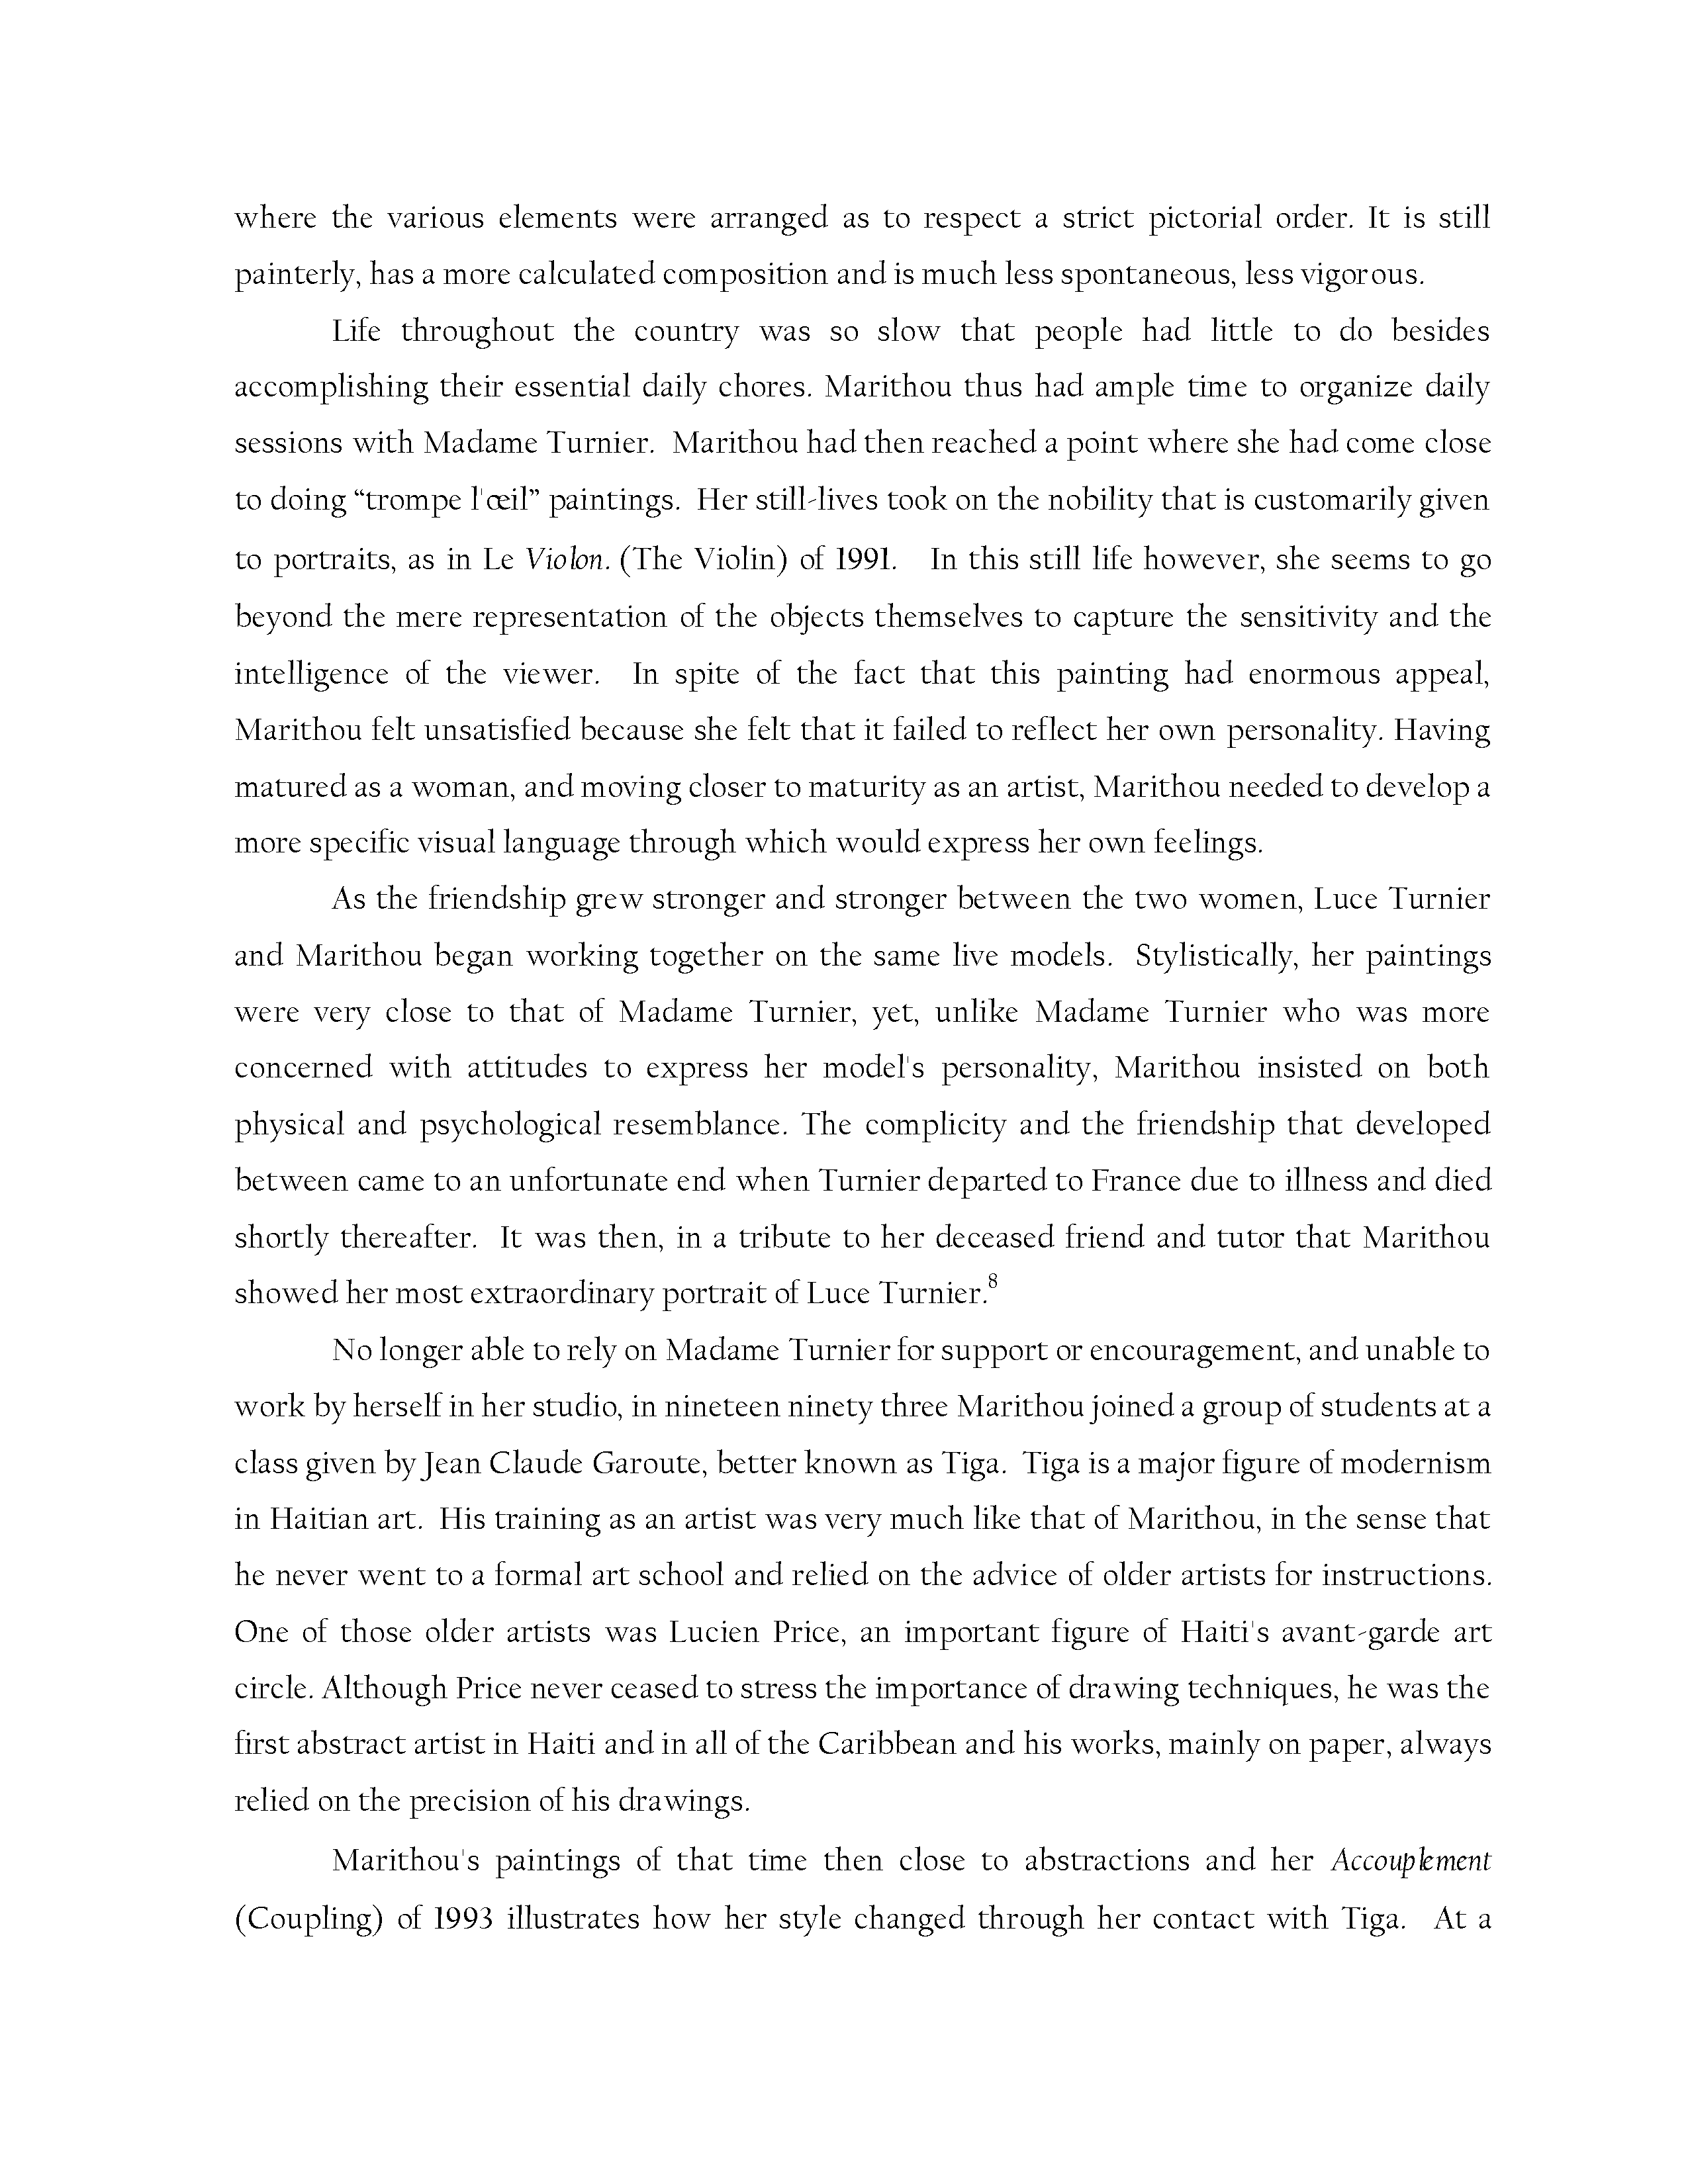 where the various elements were arranged as to respect a strict pictorial order. It is still
painterly, has a more calculated composition and is much less spontaneous, less vigorous.
Life throughout the country was so slow that people had little to do besides
accomplishing their essential daily chores. Marithou thus had ample time to organize daily
sessions with Madame Turnier.  Marithou had then reached a point where she had come close
to doing “trompe l'œil” paintings.  Her still-lives took on the nobility that is customarily given
to portraits, as in Le Violon. (The Violin) of 1991.   In this still life however, she seems to go
beyond the mere representation of the objects themselves to capture the sensitivity and the
intelligence of the viewer.  In spite of the fact that this painting had enormous appeal,
Marithou felt unsatisfied because she felt that it failed to reflect her own personality. Having
matured as a woman, and moving closer to maturity as an artist, Marithou needed to develop a
more specific visual language through which would express her own feelings.
As the friendship grew stronger and stronger between the two women, Luce Turnier
and Marithou began working together on the same live models.  Stylistically, her paintings
were very close to that of Madame Turnier, yet, unlike Madame Turnier who was more
concerned with attitudes to express her model's personality, Marithou insisted on both
physical and psychological resemblance. The complicity and the friendship that developed
between came to an unfortunate end when Turnier departed to France due to illness and died
shortly thereafter.  It was then, in a tribute to her deceased friend and tutor that Marithou
showed her most extraordinary portrait of Luce Turnier.8
No longer able to rely on Madame Turnier for support or encouragement, and unable to
work by herself in her studio, in nineteen ninety three Marithou joined a group of students at a
class given by Jean Claude Garoute, better known as Tiga.  Tiga is a major figure of modernism
in Haitian art.  His training as an artist was very much like that of Marithou, in the sense that
he never went to a formal art school and relied on the advice of older artists for instructions.
One of those older artists was Lucien Price, an important figure of Haiti's avant-garde art
circle. Although Price never ceased to stress the importance of drawing techniques, he was the
first abstract artist in Haiti and in all of the Caribbean and his works, mainly on paper, always
relied on the precision of his drawings.
Marithou's paintings of that time then close to abstractions and her Accouplement
(Coupling) of 1993 illustrates how her style changed through her contact with Tiga.   At a